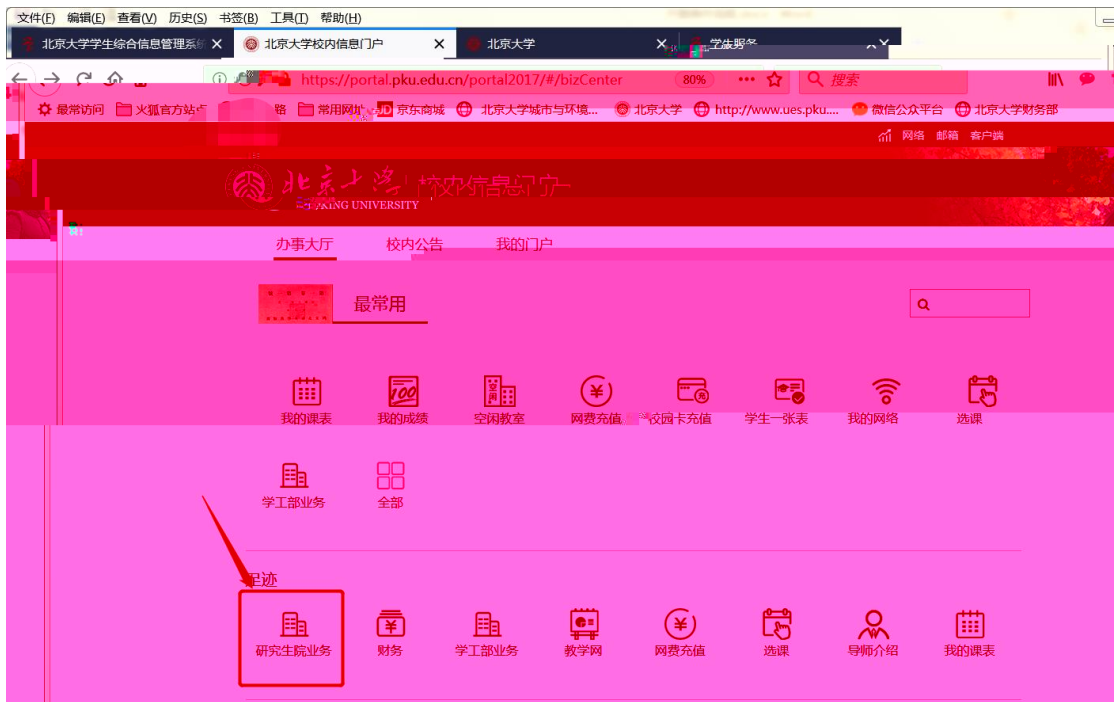 文件(F) 编辑(E) 查看(V) 历史(S) 书签(B) 工具(T) 帮助(H)
北京大学学生综合信息管理系统 北京大学校内信息门户 北京大学
https://portal.pku.edu.cn/portal2017/#/bizCenter 80% 搜索
最常访问 火狐官方站点 常用网址 JD 京东商城 北京大学城市与环境... 北京大学 http://www.ues.pku.... 微信公众平台 北京大学财务部
网络 邮箱 客户端
北京大学 校内信息门户
UNIVERSITY
办事大厅 校内公告 我的门户
最常用
我的课表 我的成绩 空闲教室 网费充值 校园卡充值 学生一张表 我的网络 选课
学工部业务 全部
足迹
研究生院业务 财务 学工部业务 教学网 网费充值 选课 导师介绍 我的课表